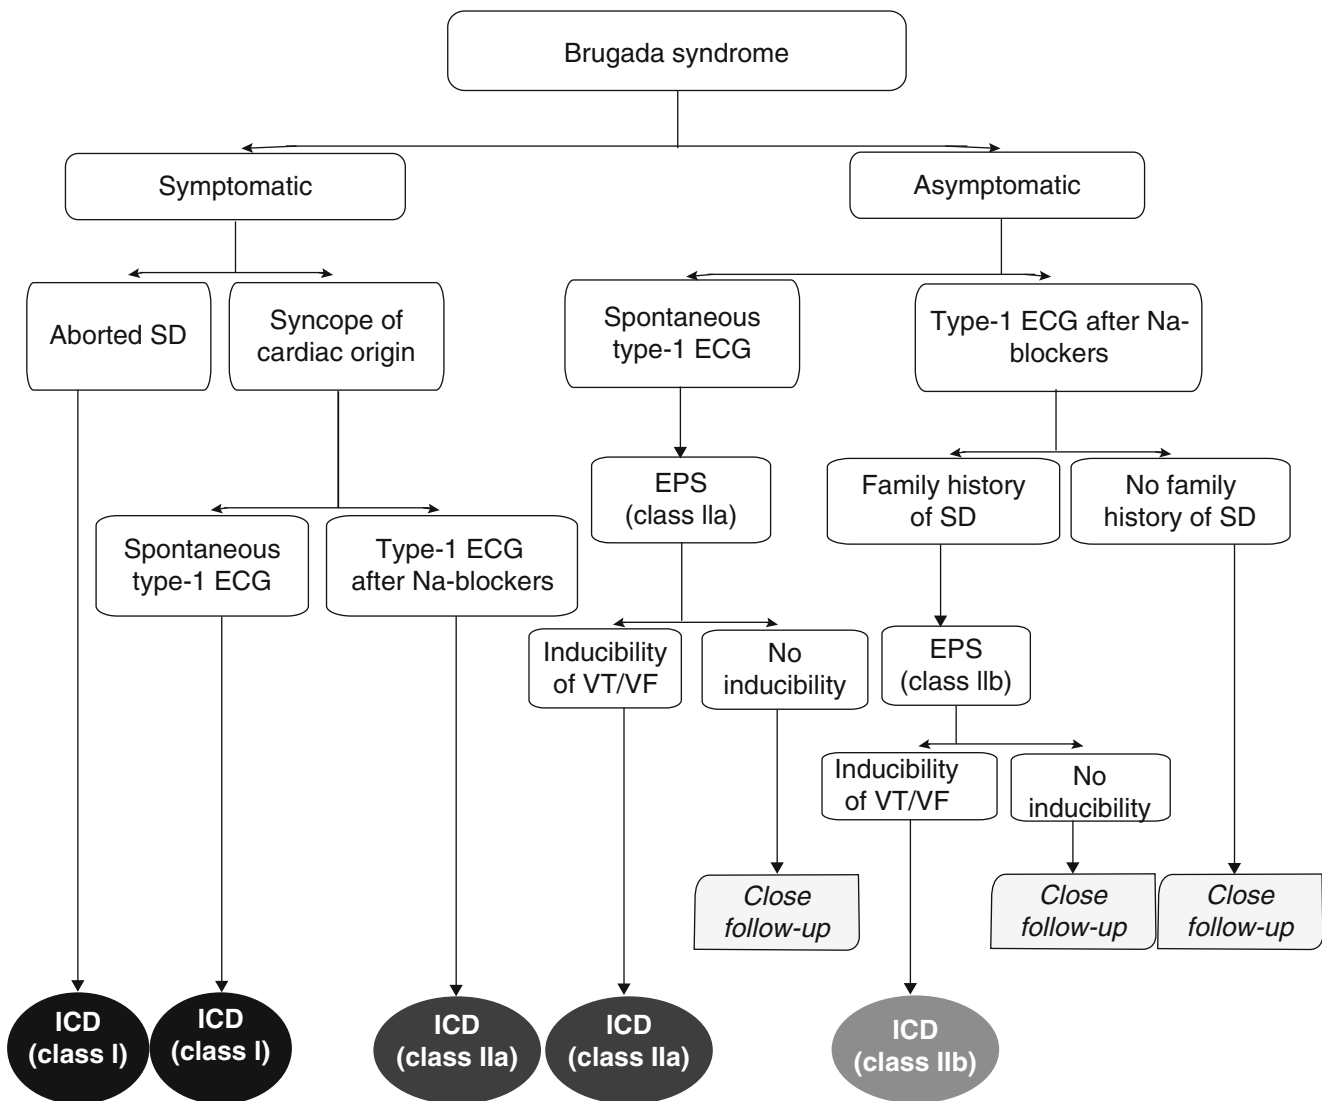 Brugada syndrome
Symptomatic
Asymptomatic
Aborted SD
Syncope of
cardiac origin
Spontaneous
type-1 ECG
Type-1 ECG after Na-
blockers
EPS
(class IIa)
Family history
of SD
No family
history of SD
Spontaneous
type-1 ECG
Type-1 ECG
after Na-blockers
Inducibility
of VT/VF
No
inducibility
EPS
(class IIb)
Inducibility
of VT/VF
No
inducibility
Close
follow-up
Close
follow-up
Close
follow-up
ICD
(class I)
ICD
(class I)
ICD
(class IIa)
ICD
(class IIa)
ICD
(class IIb)